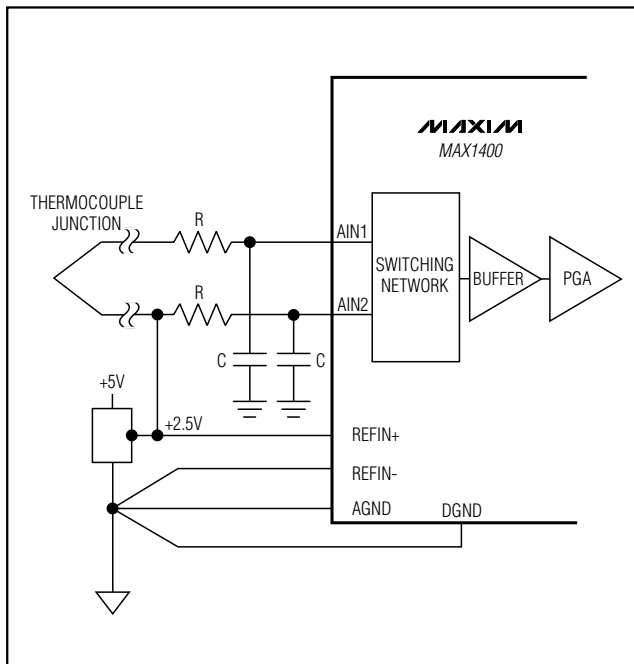 MAXIM
MAX1400
THERMOCOUPLE
JUNCTION
R
AIN1
SWITCHING
NETWORK
BUFFER
PGA
R
AIN2
C
C
+5V
+2.5V
REFIN+
REFIN-
AGND
DGND